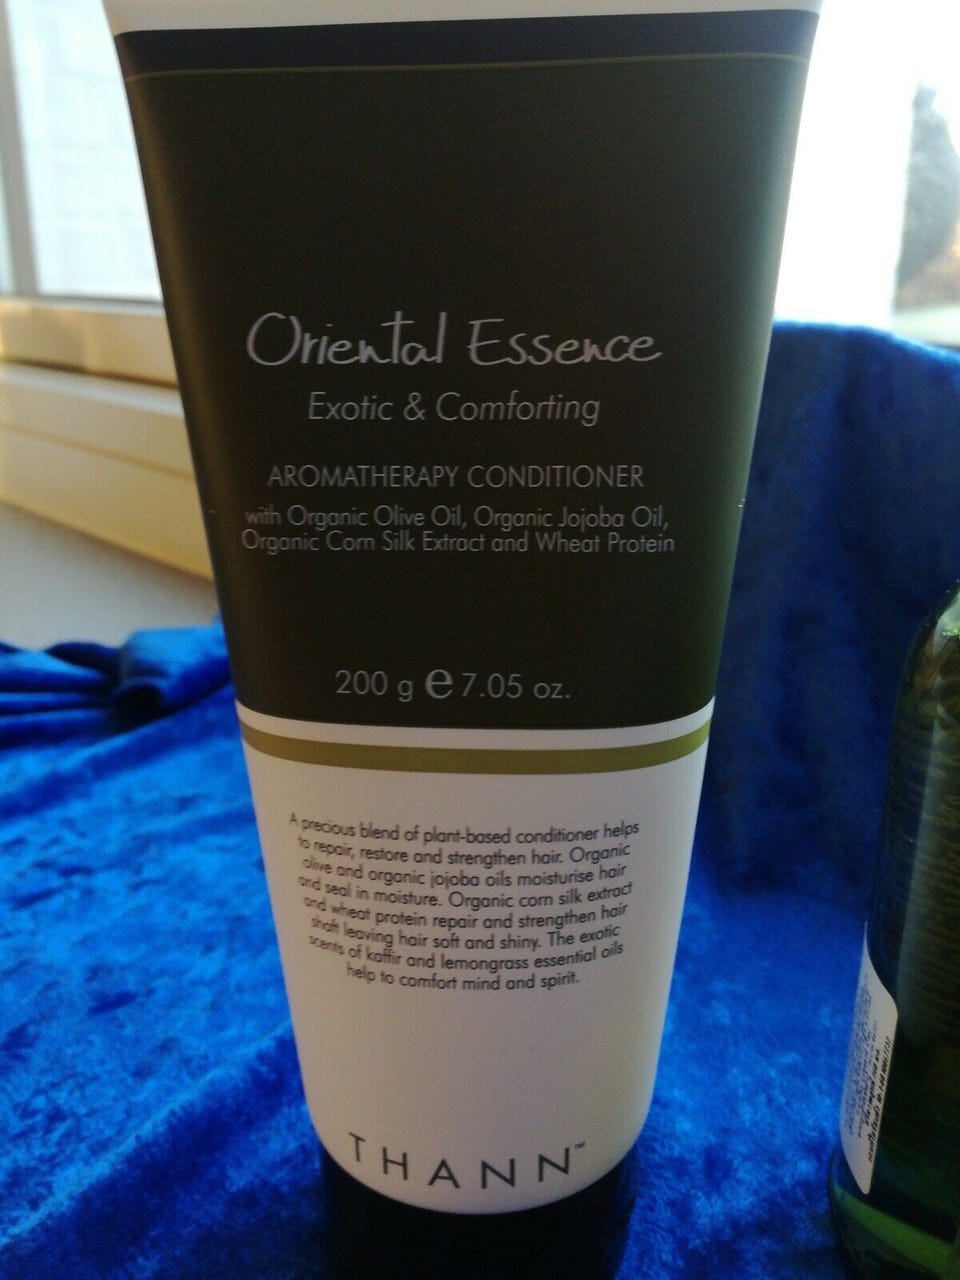 Oriental Essence
Exotic & Comforting
AROMATHERAPY CONDITIONER
with Organic Olive Oil, Organic Jojoba Oil,
Organic Corn Silk Extract and Wheat Protein
200 g e 7.05 oz.
A precious blend of plant-based conditioner helps
to repair, restore and strengthen hair. Organic
olive and organic jojoba oils moisturise hair
and seal in moisture. Organic corn silk extract
and wheat protein repair and strengthen hair
shaft leaving hair soft and shiny. The exotic
scents of kaffir and lemongrass essential oils
help to comfort mind and spirit.
THANN™